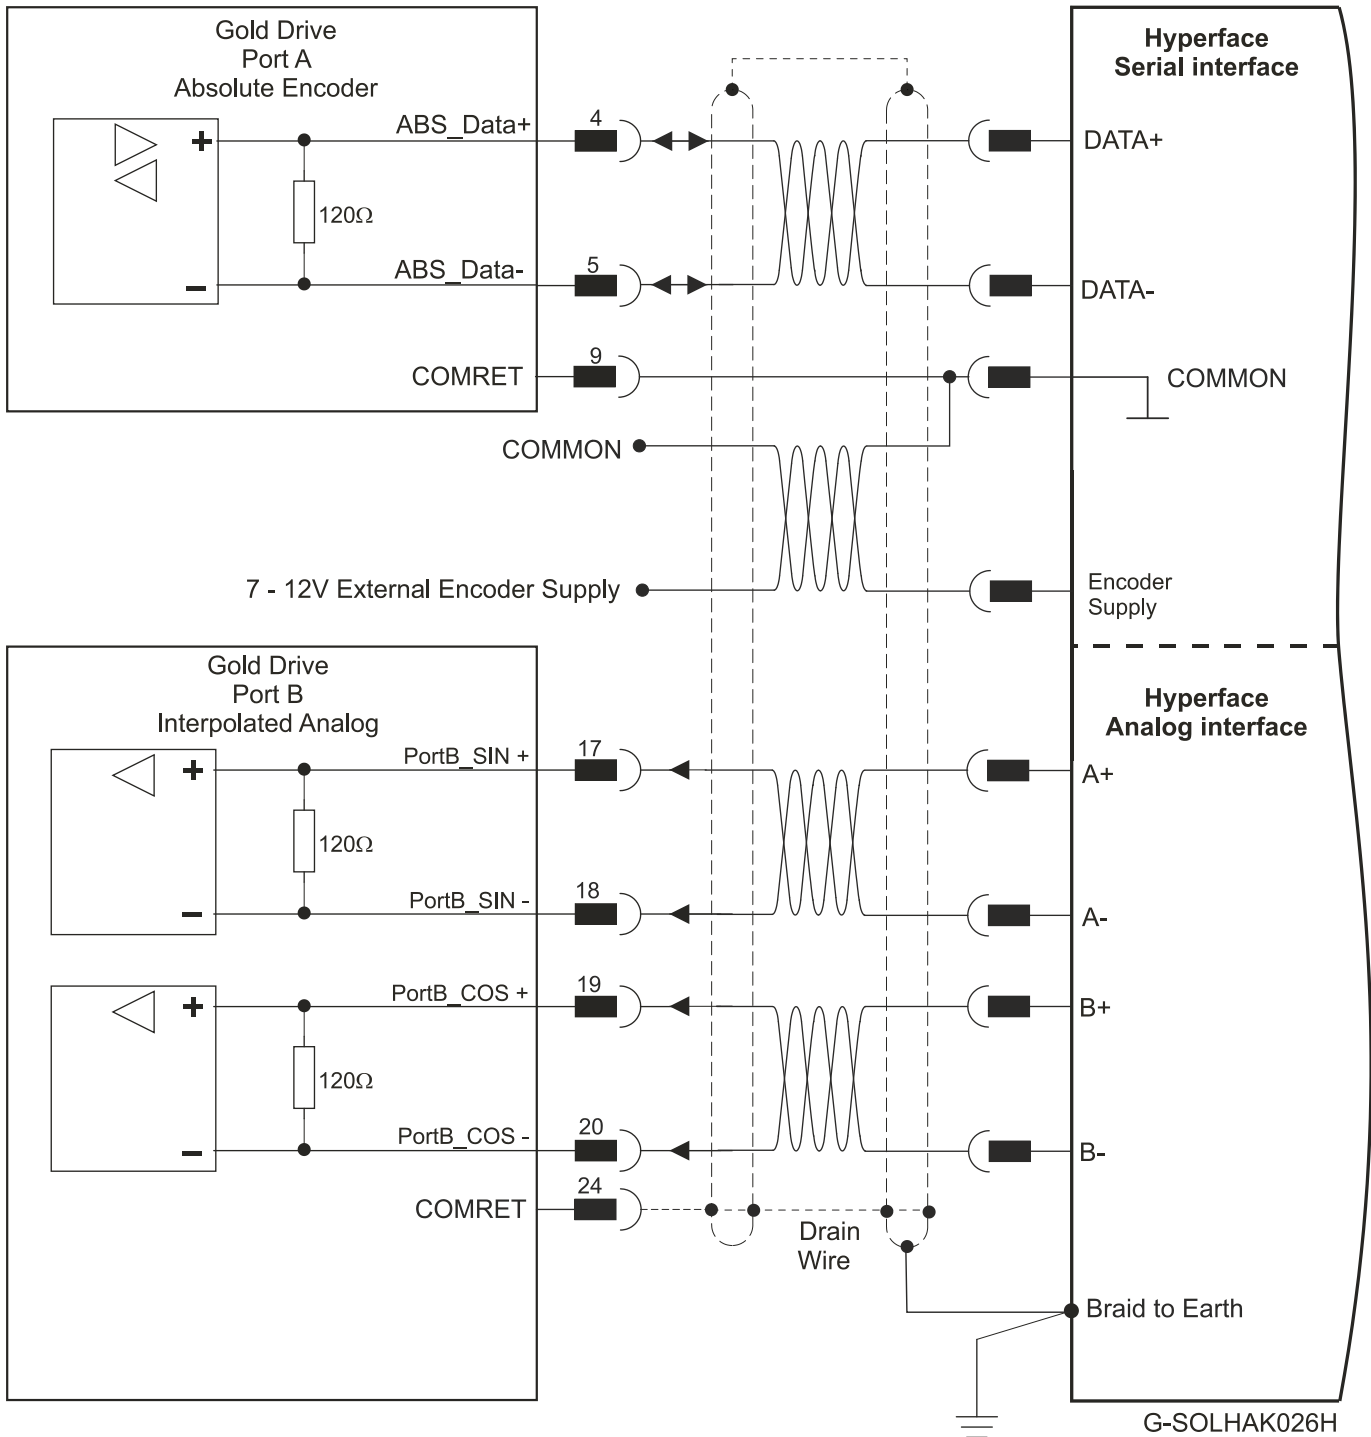 Gold Drive
Port A
Absolute Encoder
Hyperface
Serial interface
+
ABS_Data+
4
DATA+
120Ω
-
ABS_Data-
5
DATA-
COMRET
9
COMMON
COMMON
7 - 12V External Encoder Supply
Encoder
Supply
Gold Drive
Port B
Interpolated Analog
Hyperface
Analog interface
+
PortB_SIN +
17
A+
120Ω
-
PortB_SIN -
18
A-
+
PortB_COS +
19
B+
120Ω
-
PortB_COS -
20
B-
COMRET
24
Drain
Wire
Braid to Earth
G-SOLHAK026H